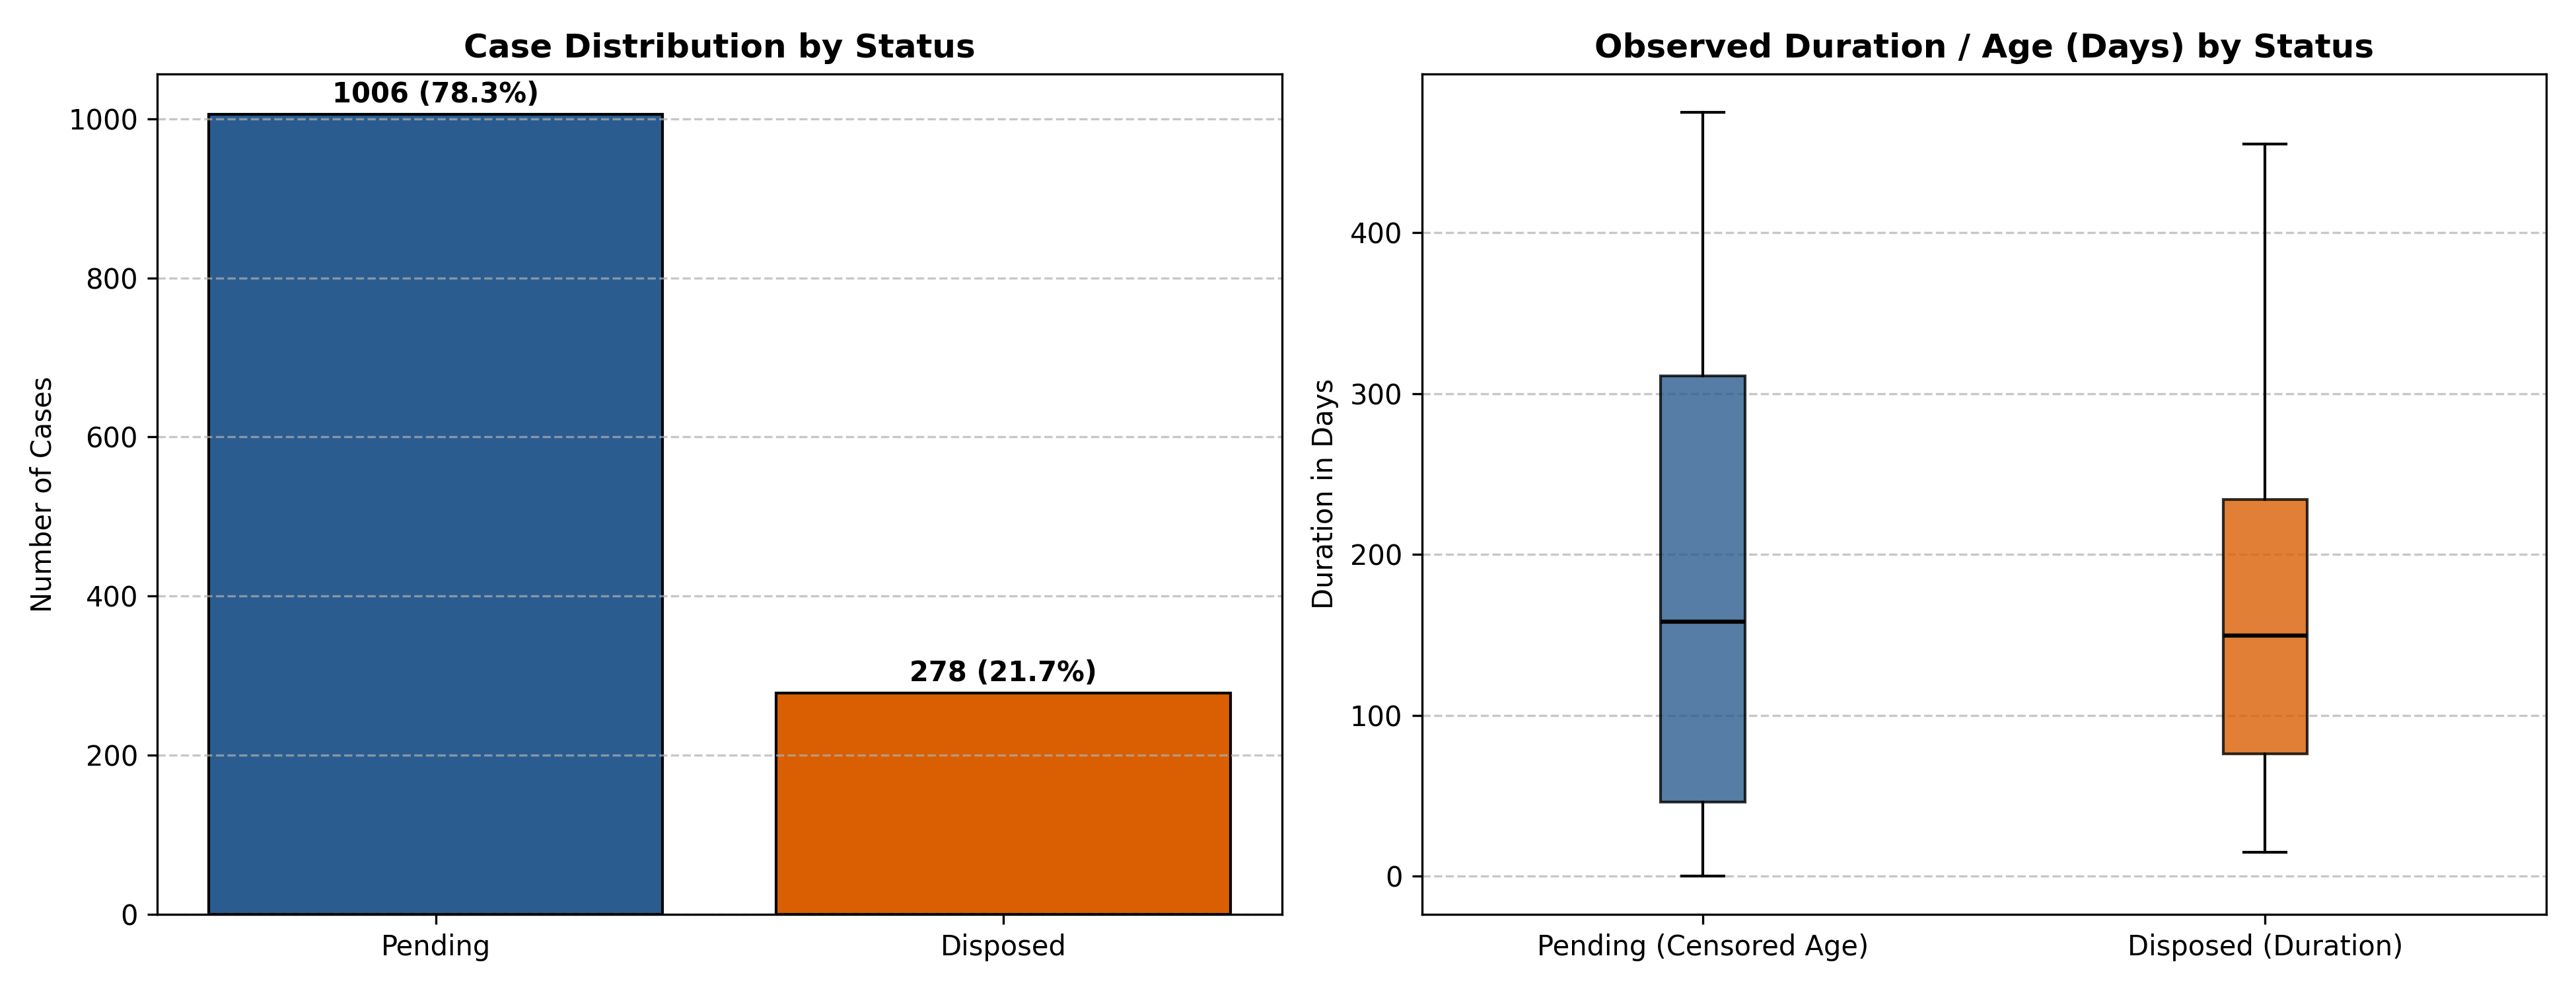 Case Distribution by Status
1006 (78.3%)
278 (21.7%)
Number of Cases
1000
800
600
400
200
0
Pending
Disposed
Observed Duration / Age (Days) by Status
Duration in Days
400
300
200
100
0
Pending (Censored Age)
Disposed (Duration)